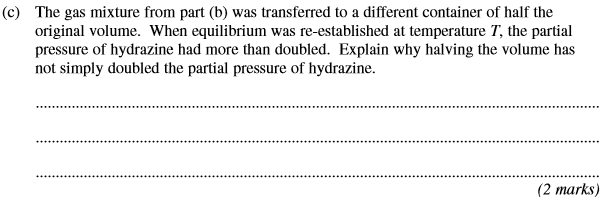 (c) The gas mixture from part (b) was transferred to a different container of half the
original volume. When equilibrium was re-established at temperature T, the partial
pressure of hydrazine had more than doubled. Explain why halving the volume has
not simply doubled the partial pressure of hydrazine.
(2 marks)